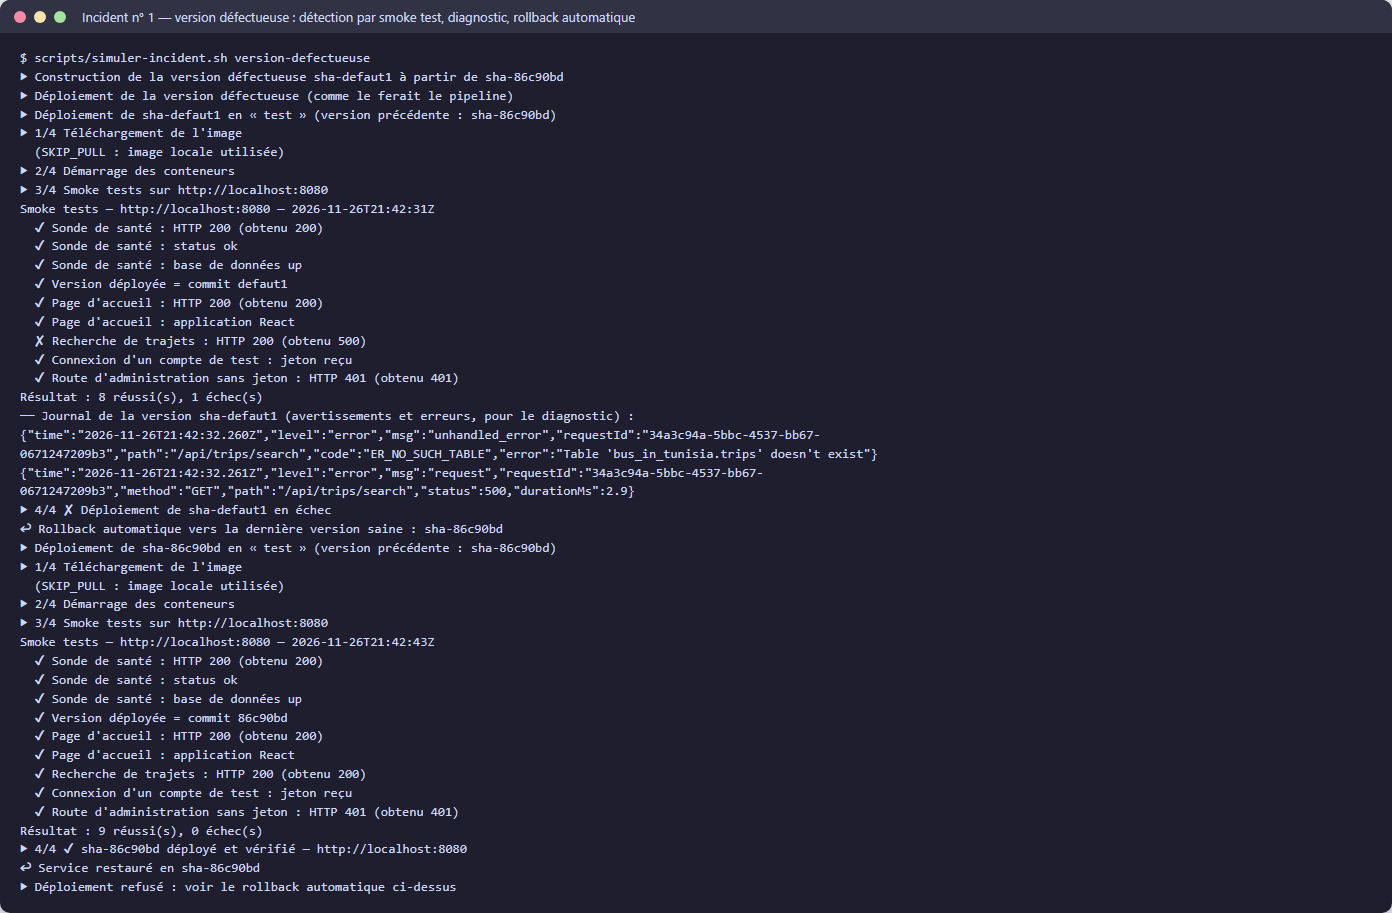 Incident n° 1 — version défectueuse : détection par smoke test, diagnostic, rollback automatique
$ scripts/simuler-incident.sh version-defectueuse
▶ Construction de la version défectueuse sha-defaut1 à partir de sha-86c90bd
▶ Déploiement de la version défectueuse (comme le ferait le pipeline)
▶ Déploiement de sha-defaut1 en « test » (version précédente : sha-86c90bd)
▶ 1/4 Téléchargement de l'image
(SKIP_PULL : image locale utilisée)
▶ 2/4 Démarrage des conteneurs
▶ 3/4 Smoke tests sur http://localhost:8080
Smoke tests — http://localhost:8080 — 2026-11-26T21:42:31Z
✔ Sonde de santé : HTTP 200 (obtenu 200)
✔ Sonde de santé : status ok
✔ Sonde de santé : base de données up
✔ Version déployée = commit defaut1
✔ Page d'accueil : HTTP 200 (obtenu 200)
✔ Page d'accueil : application React
✘ Recherche de trajets : HTTP 200 (obtenu 500)
✔ Connexion d'un compte de test : jeton reçu
✔ Route d'administration sans jeton : HTTP 401 (obtenu 401)
Résultat : 8 réussi(s), 1 échec(s)
── Journal de la version sha-defaut1 (avertissements et erreurs, pour le diagnostic) :
{"time":"2026-11-26T21:42:32.260Z","level":"error","msg":"unhandled_error","requestId":"34a3c94a-5bbc-4537-bb67-
0671247209b3","path":"/api/trips/search","code":"ER_NO_SUCH_TABLE","error":"Table 'bus_in_tunisia.trips' doesn't exist"}
{"time":"2026-11-26T21:42:32.261Z","level":"error","msg":"request","requestId":"34a3c94a-5bbc-4537-bb67-
0671247209b3","method":"GET","path":"/api/trips/search","status":500,"durationMs":2.9}
▶ 4/4 ✘ Déploiement de sha-defaut1 en échec
↩ Rollback automatique vers la dernière version saine : sha-86c90bd
▶ Déploiement de sha-86c90bd en « test » (version précédente : sha-86c90bd)
▶ 1/4 Téléchargement de l'image
(SKIP_PULL : image locale utilisée)
▶ 2/4 Démarrage des conteneurs
▶ 3/4 Smoke tests sur http://localhost:8080
Smoke tests — http://localhost:8080 — 2026-11-26T21:42:43Z
✔ Sonde de santé : HTTP 200 (obtenu 200)
✔ Sonde de santé : status ok
✔ Sonde de santé : base de données up
✔ Version déployée = commit 86c90bd
✔ Page d'accueil : HTTP 200 (obtenu 200)
✔ Page d'accueil : application React
✔ Recherche de trajets : HTTP 200 (obtenu 200)
✔ Connexion d'un compte de test : jeton reçu
✔ Route d'administration sans jeton : HTTP 401 (obtenu 401)
Résultat : 9 réussi(s), 0 échec(s)
▶ 4/4 ✔ sha-86c90bd déployé et vérifié — http://localhost:8080
↩ Service restauré en sha-86c90bd
▶ Déploiement refusé : voir le rollback automatique ci-dessus